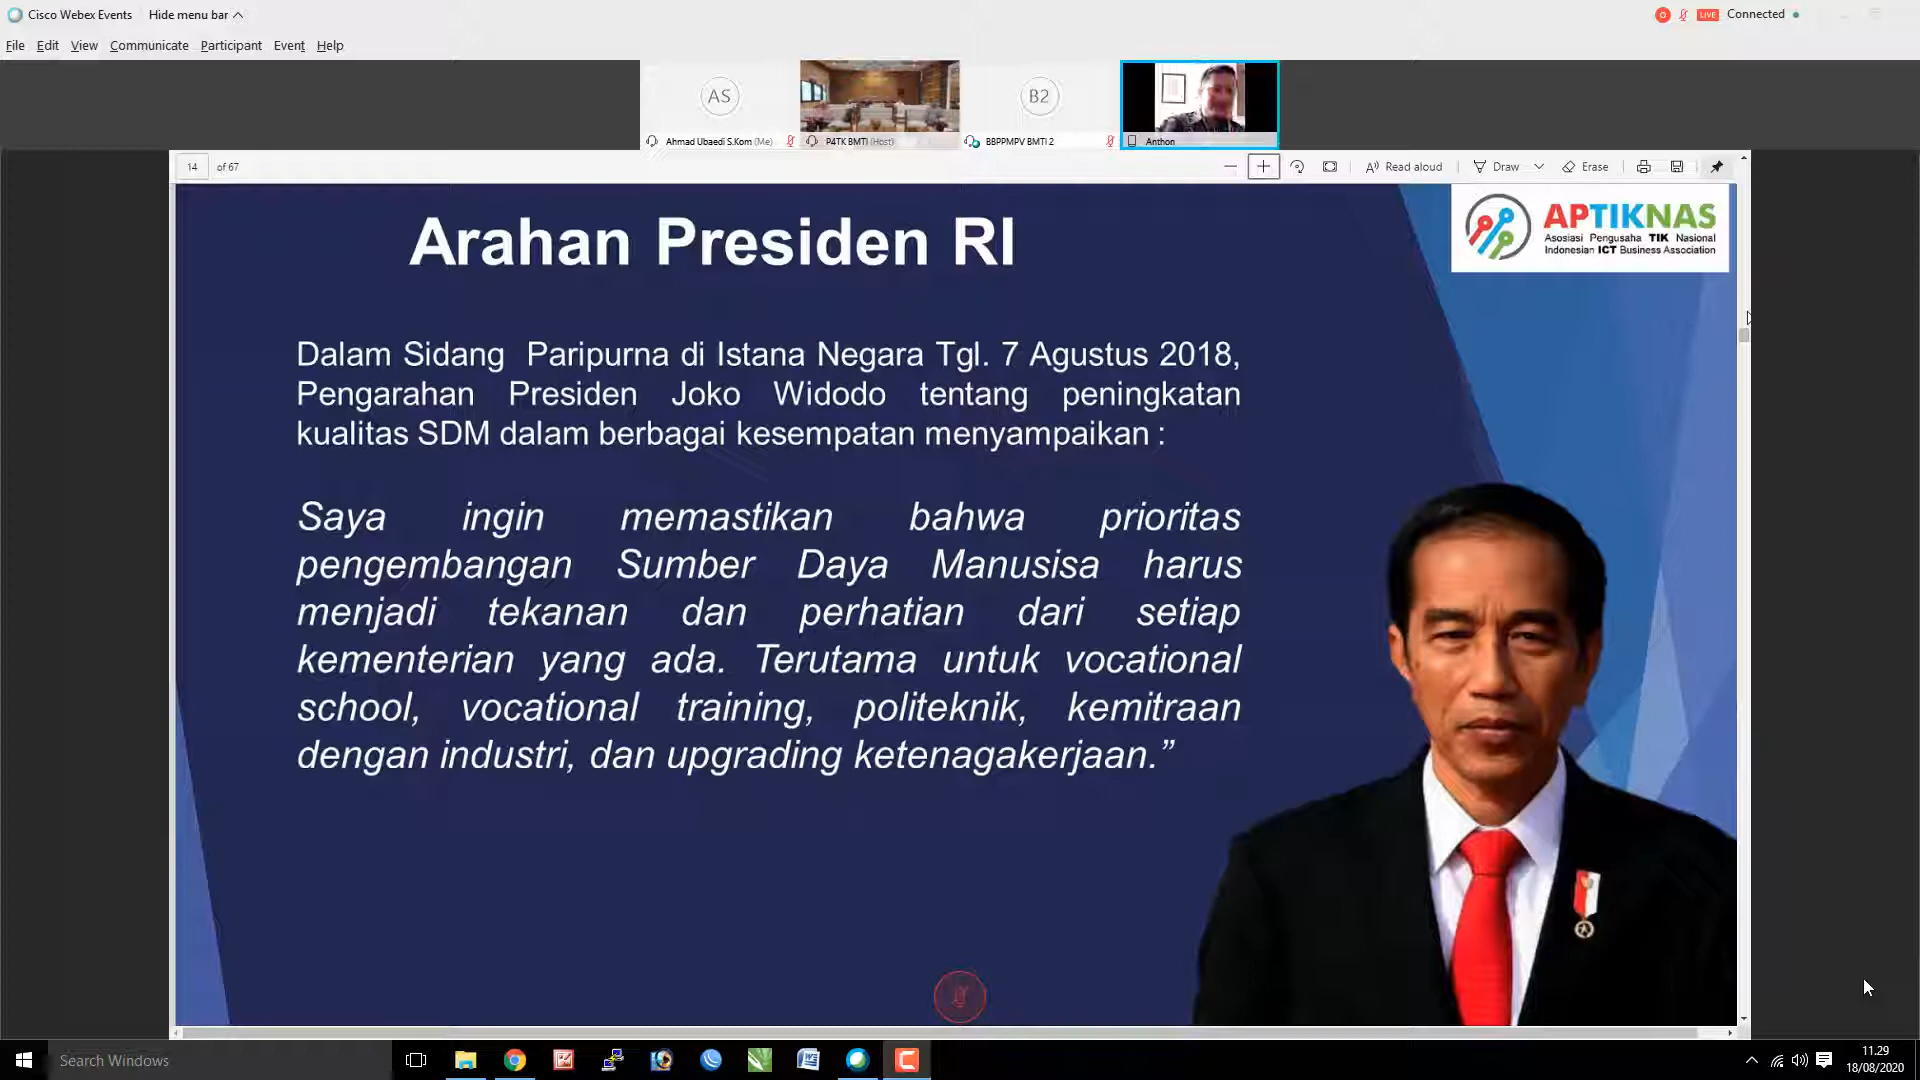 Cisco Webex Events Hide menu bar LIVE Connected
File Edit View Communicate Participant Event Help
AS B2
Ahmad Ubaedi S.Kom (Me) P4TK BMTI (Host) BBPPMPV BMTI 2 Anthon
14 of 67 Read aloud Draw Erase
Arahan Presiden RI
APTIKNAS
Asosiasi Pengusaha TIK Nasional
Indonesian ICT Business Association
Dalam Sidang Paripurna di Istana Negara Tgl. 7 Agustus 2018,
Pengarahan Presiden Joko Widodo tentang peningkatan
kualitas SDM dalam berbagai kesempatan menyampaikan :
Saya ingin memastikan bahwa prioritas
pengembangan Sumber Daya Manusisa harus
menjadi tekanan dan perhatian dari setiap
kementerian yang ada. Terutama untuk vocational
school, vocational training, politeknik, kemitraan
dengan industri, dan upgrading ketenagakerjaan.”
Search Windows
11.29
18/08/2020